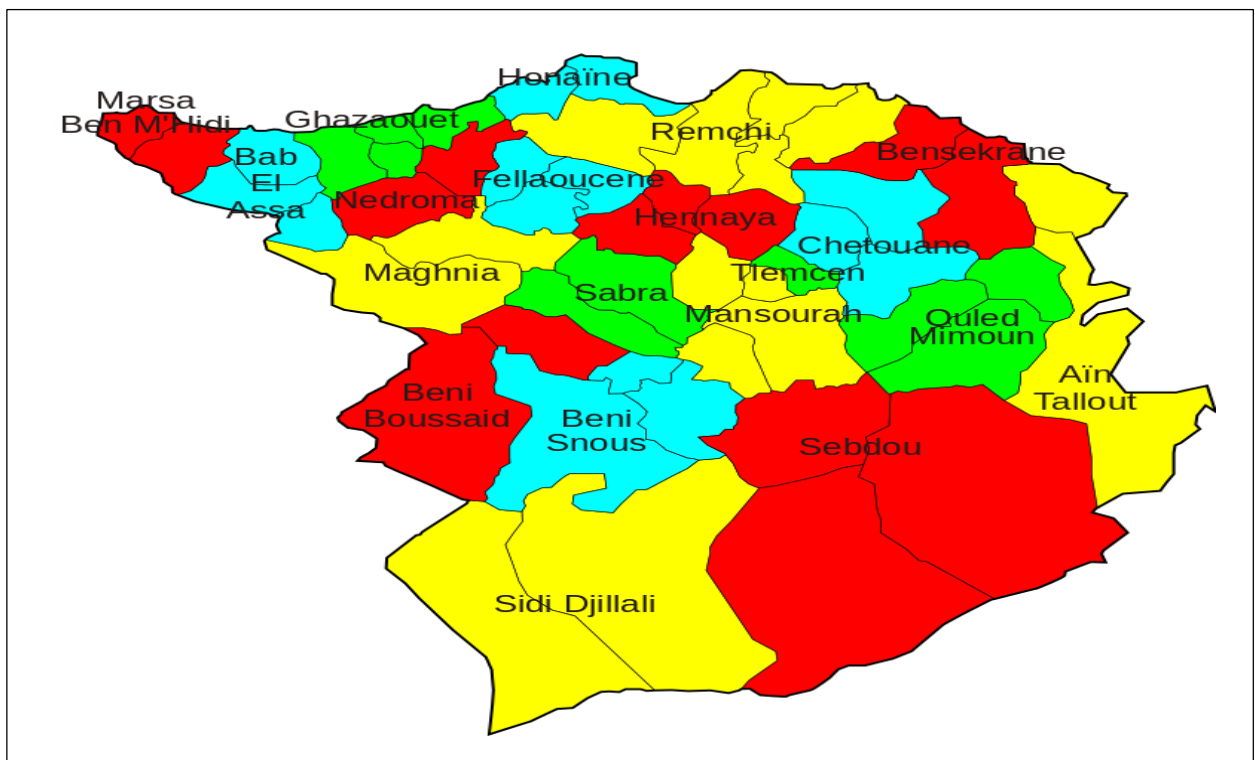 Honaïne
Marsa
Ben M'Hidi
Ghazaouet
Remchi
Bensekrane
Bab
El
Assa
Fellaoucene
Nedroma
Hennaya
Chetouane
Maghnia
Tlemcen
Sabra
Mansourah
Ouled
Mimoun
Aïn
Tallout
Beni
Boussaid
Beni
Snous
Sebdou
Sidi Djillali